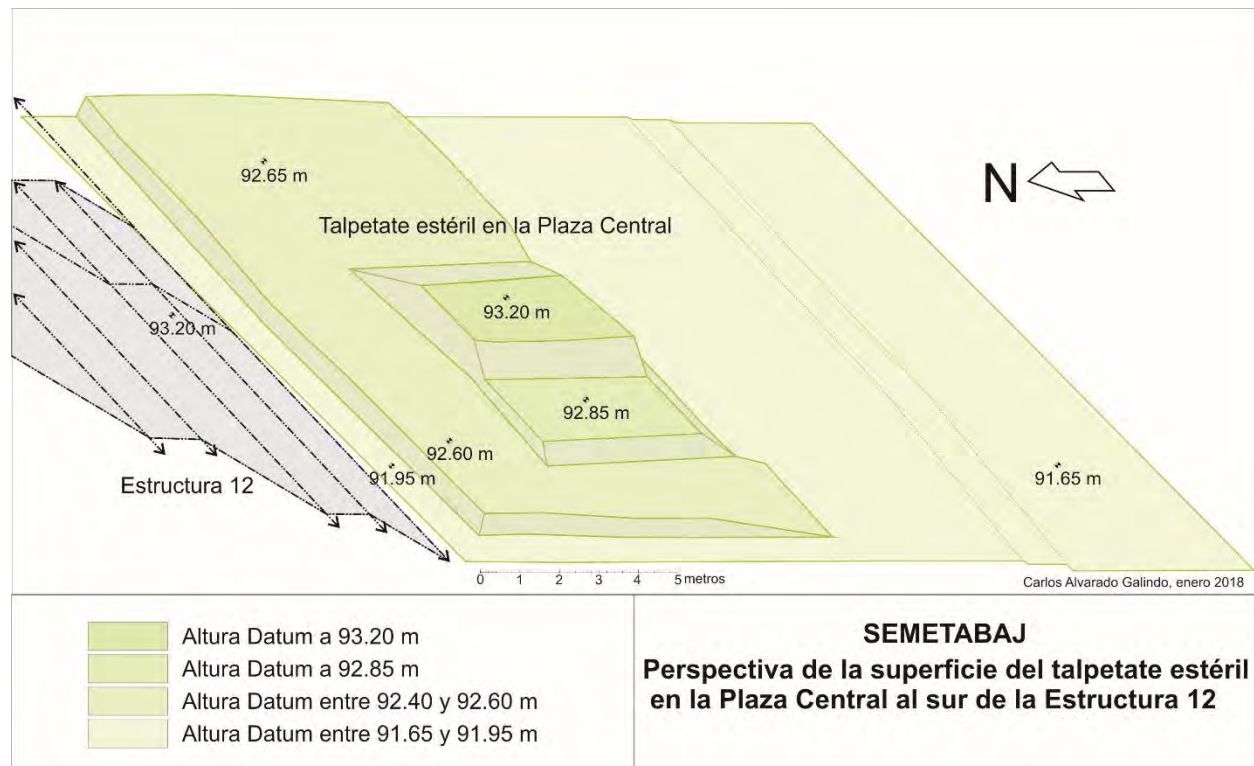 92.65 m
N
Talpetate estéril en la Plaza Central
93.20 m
93.20 m
92.85 m
92.60 m
91.95 m
91.65 m
Estructura 12
0 1 2 3 4 5 metros
Carlos Alvarado Galindo, enero 2018
Altura Datum a 93.20 m
Altura Datum a 92.85 m
Altura Datum entre 92.40 y 92.60 m
Altura Datum entre 91.65 y 91.95 m
SEMETABAJ
Perspectiva de la superficie del talpetate estéril
en la Plaza Central al sur de la Estructura 12